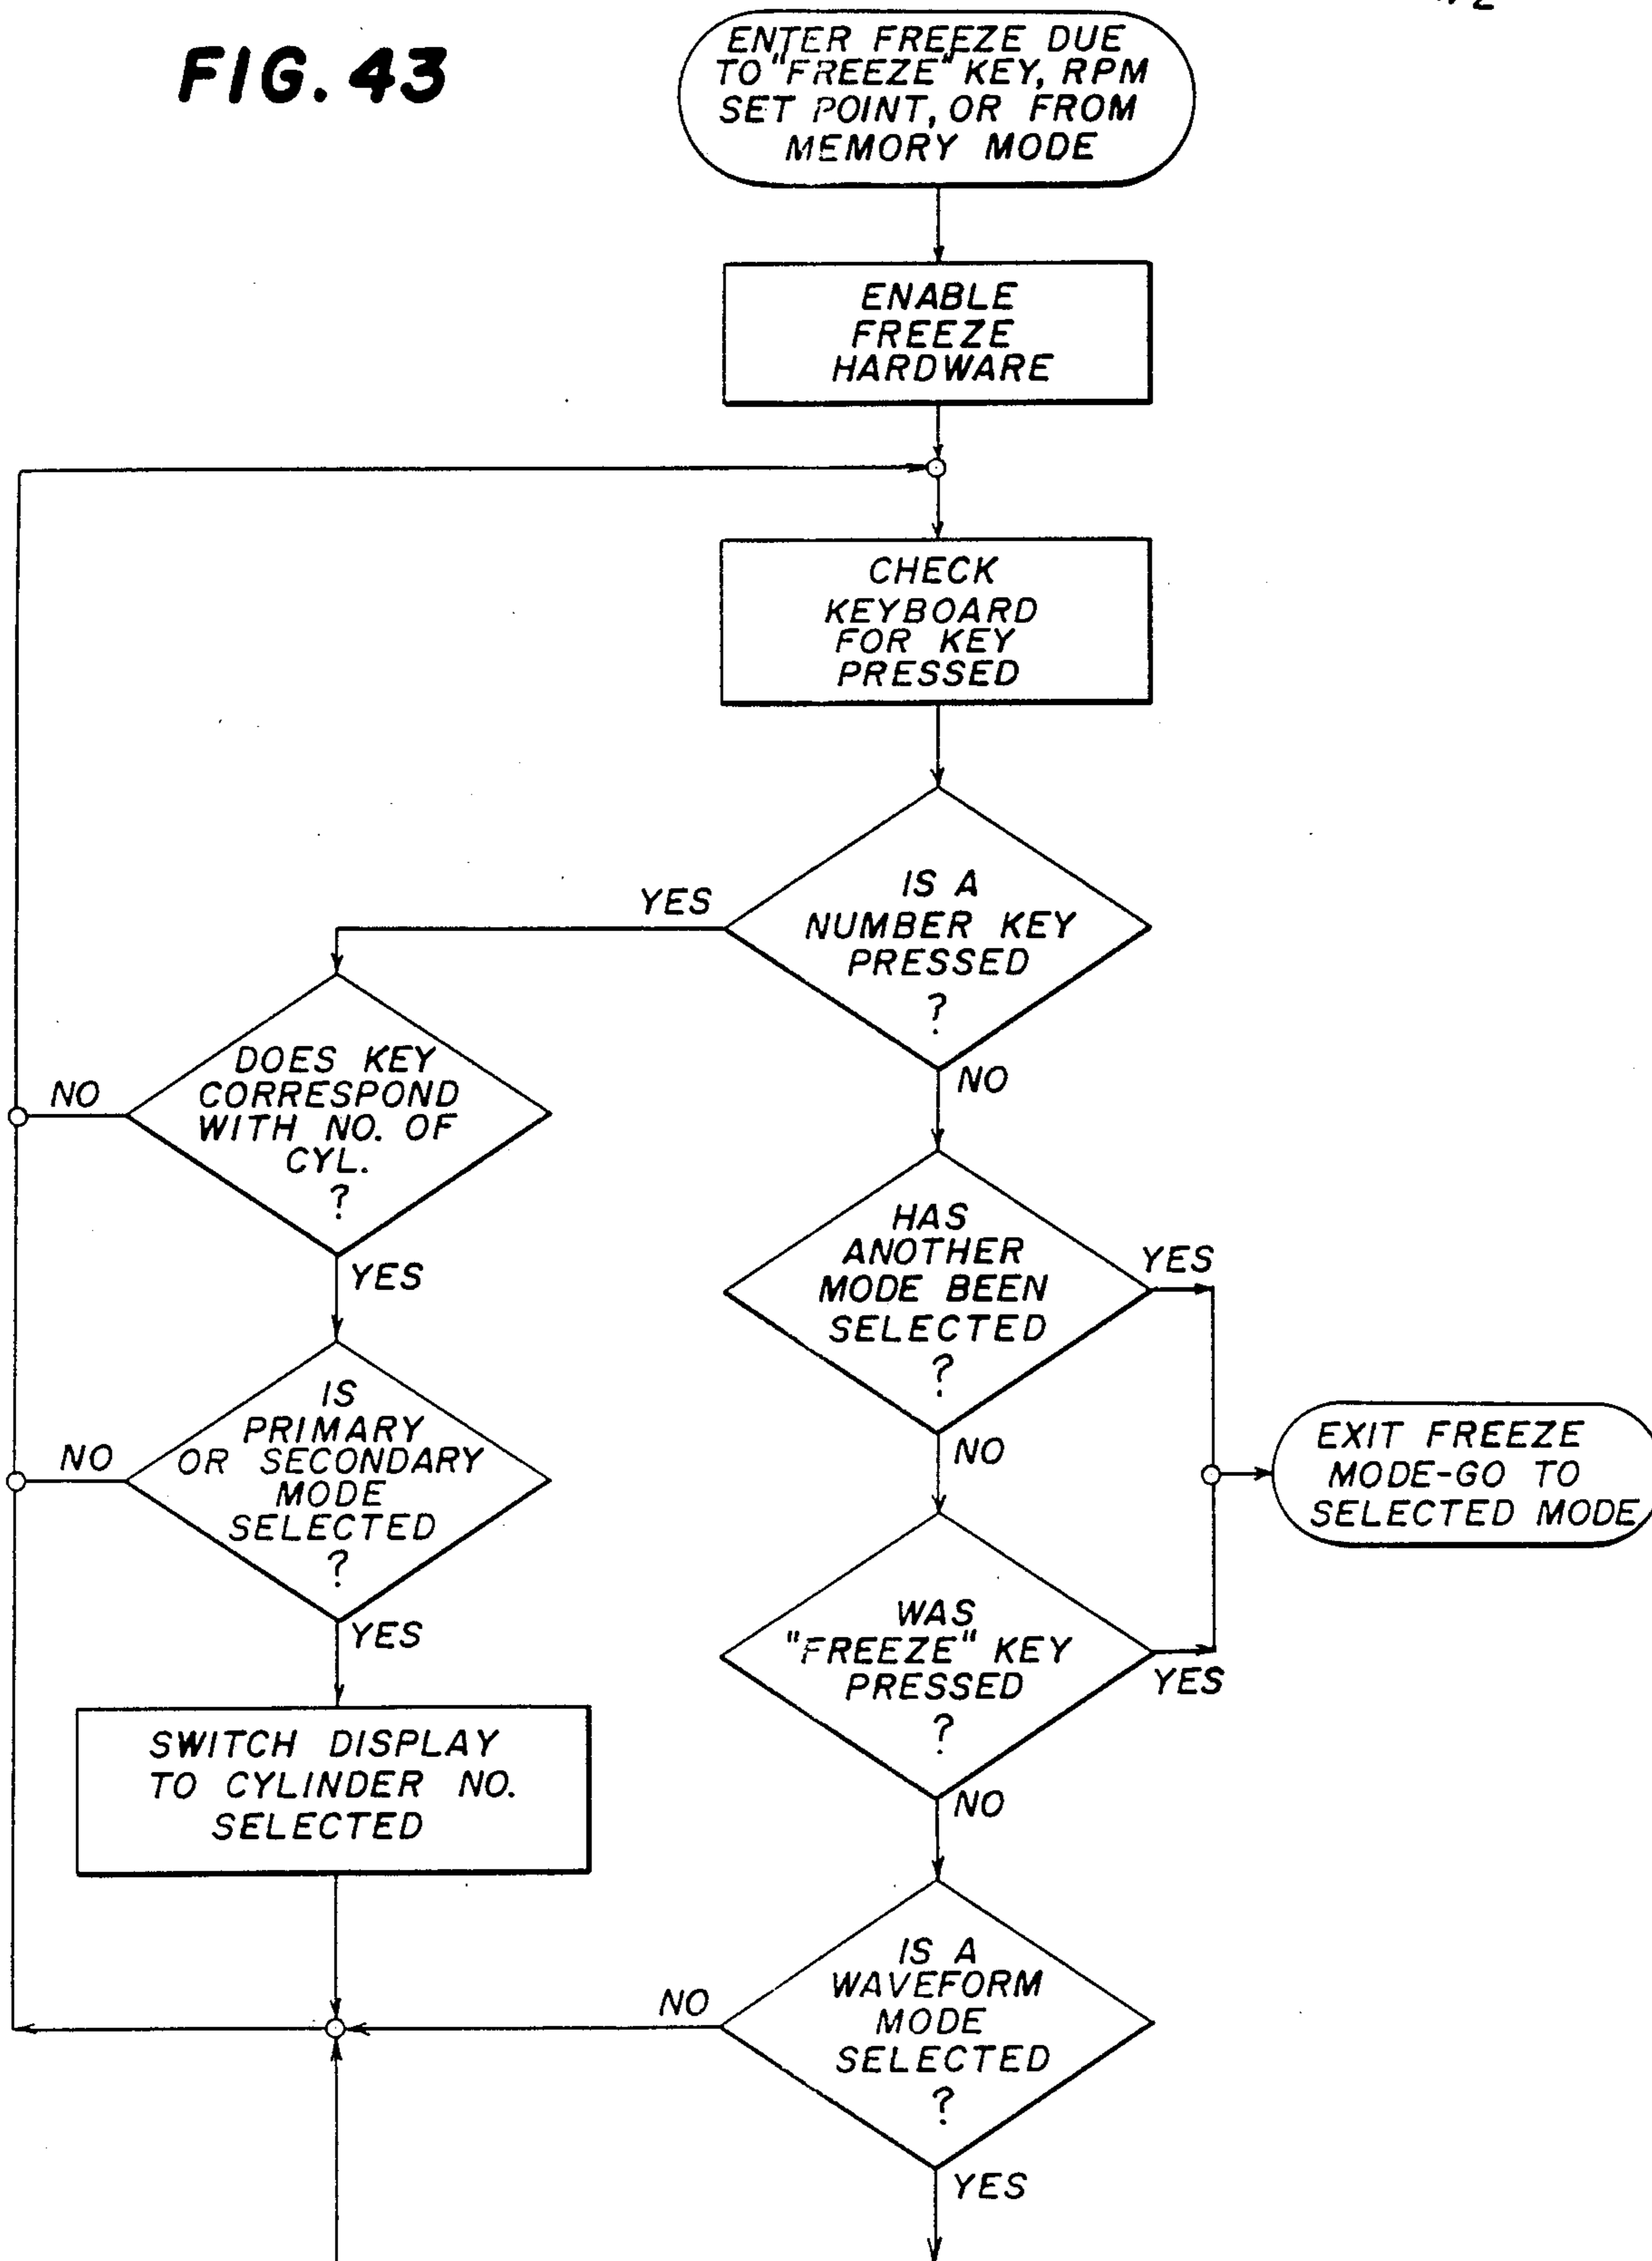 FIG. 43
ENTER FREEZE DUE
TO "FREEZE" KEY, RPM
SET POINT, OR FROM
MEMORY MODE
ENABLE
FREEZE
HARDWARE
CHECK
KEYBOARD
FOR KEY
PRESSED
IS A
NUMBER KEY
PRESSED
?
YES
NO
DOES KEY
CORRESPOND
WITH NO. OF
CYL.
?
NO
YES
HAS
ANOTHER
MODE BEEN
SELECTED
?
YES
NO
IS
PRIMARY
OR SECONDARY
MODE
SELECTED
?
NO
YES
EXIT FREEZE
MODE-GO TO
SELECTED MODE
WAS
"FREEZE" KEY
PRESSED
?
YES
NO
SWITCH DISPLAY
TO CYLINDER NO.
SELECTED
IS A
WAVEFORM
MODE
SELECTED
?
NO
YES